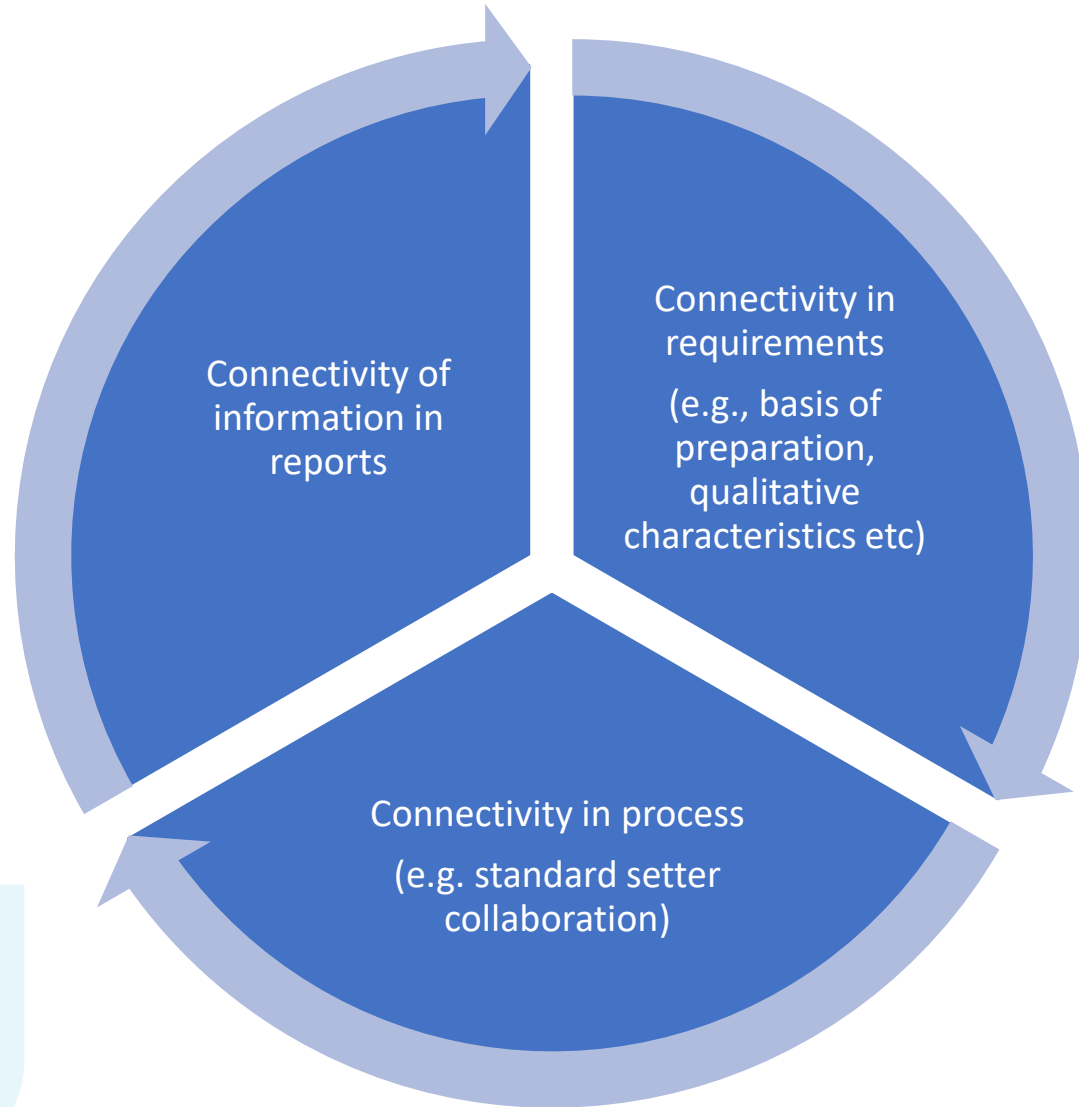 Connectivity of
information in
reports
Connectivity in
requirements
(e.g., basis of
preparation,
qualitative
characteristics etc)
Connectivity in process
(e.g. standard setter
collaboration)